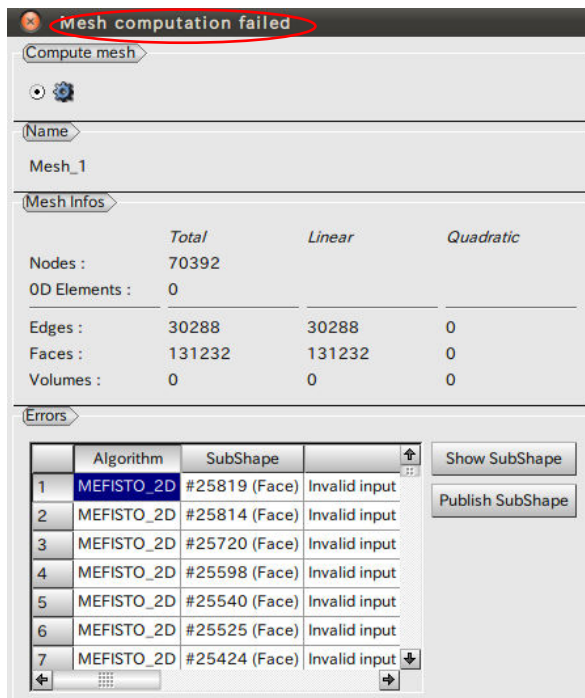 Mesh computation failed
Compute mesh
Name
Mesh_1
Mesh Infos
Total Linear Quadratic
Nodes : 70392
0D Elements : 0
Edges : 30288 30288 0
Faces : 131232 131232 0
Volumes : 0 0 0
Errors
Algorithm SubShape
1 MEFISTO_2D #25819 (Face) Invalid input
2 MEFISTO_2D #25814 (Face) Invalid input
3 MEFISTO_2D #25720 (Face) Invalid input
4 MEFISTO_2D #25598 (Face) Invalid input
5 MEFISTO_2D #25540 (Face) Invalid input
6 MEFISTO_2D #25525 (Face) Invalid input
7 MEFISTO_2D #25424 (Face) Invalid input
Show SubShape
Publish SubShape